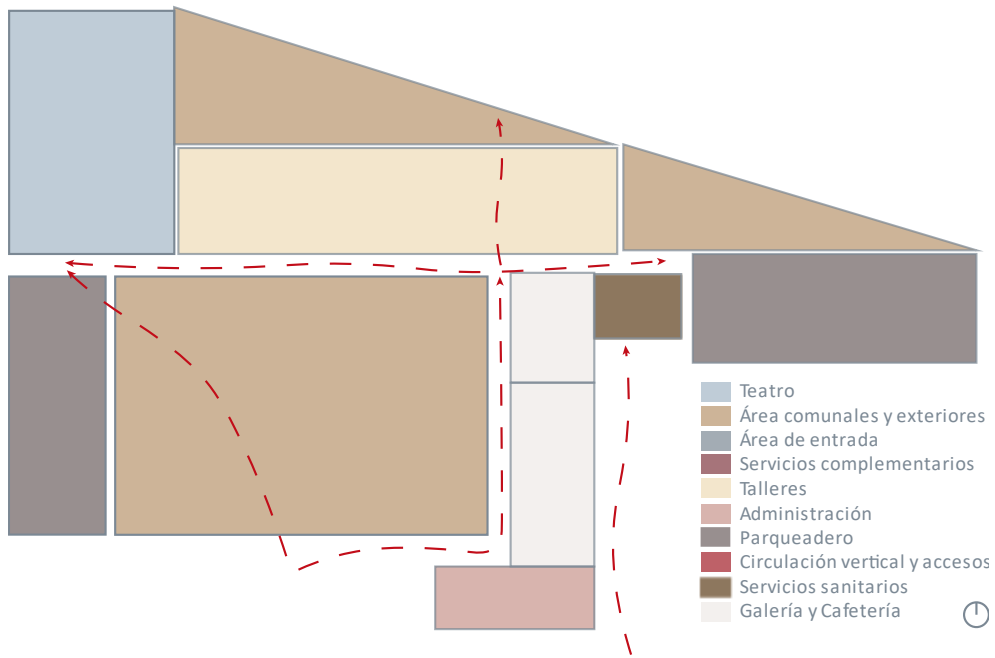 Teatro
Área comunales y exteriores
Área de entrada
Servicios complementarios
Talleres
Administración
Parqueadero
Circulación vertical y accesos
Servicios sanitarios
Galería y Cafetería